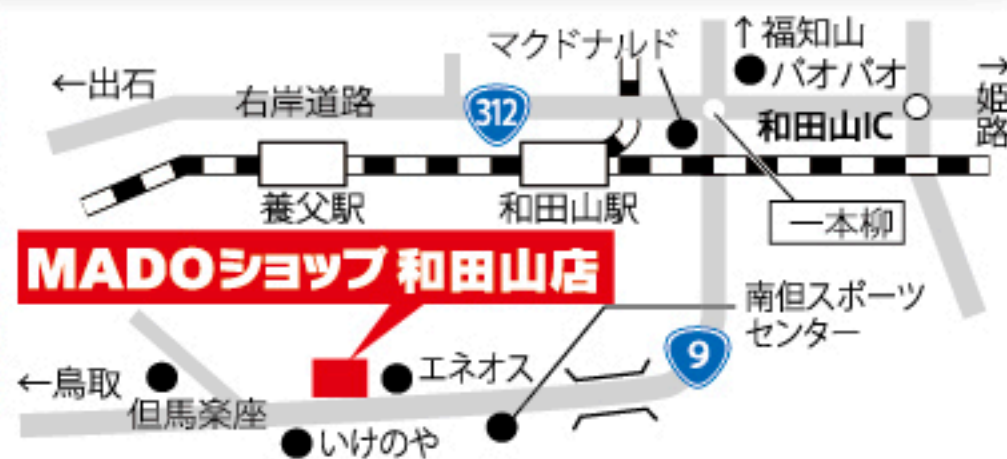 マクドナルド
↑福知山
バオバオ
←出石
右岸道路
312
和田山IC
→
姫路
養父駅
和田山駅
一本柳
MADOショップ 和田山店
南但スポーツ
センター
9
←鳥取
エネオス
但馬楽座
いけのや